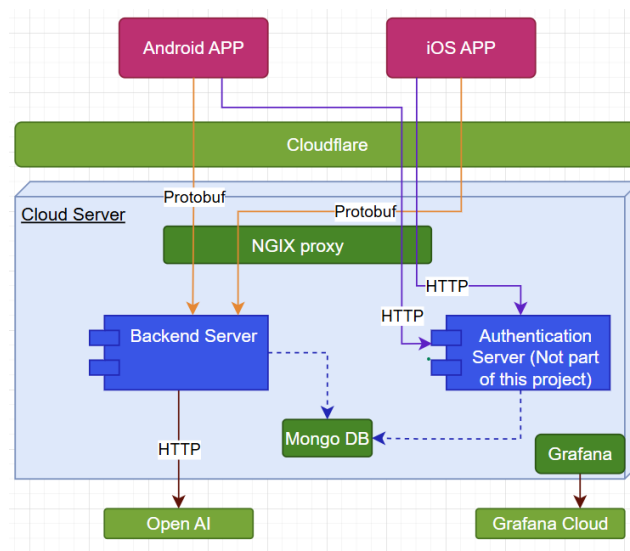 Android APP
iOS APP
Cloudflare
Protobuf
Cloud Server
Protobuf
NGIX proxy
HTTP
HTTP
Backend Server
Authentication
Server (Not part
of this project)
Mongo DB
HTTP
Grafana
Open AI
Grafana Cloud